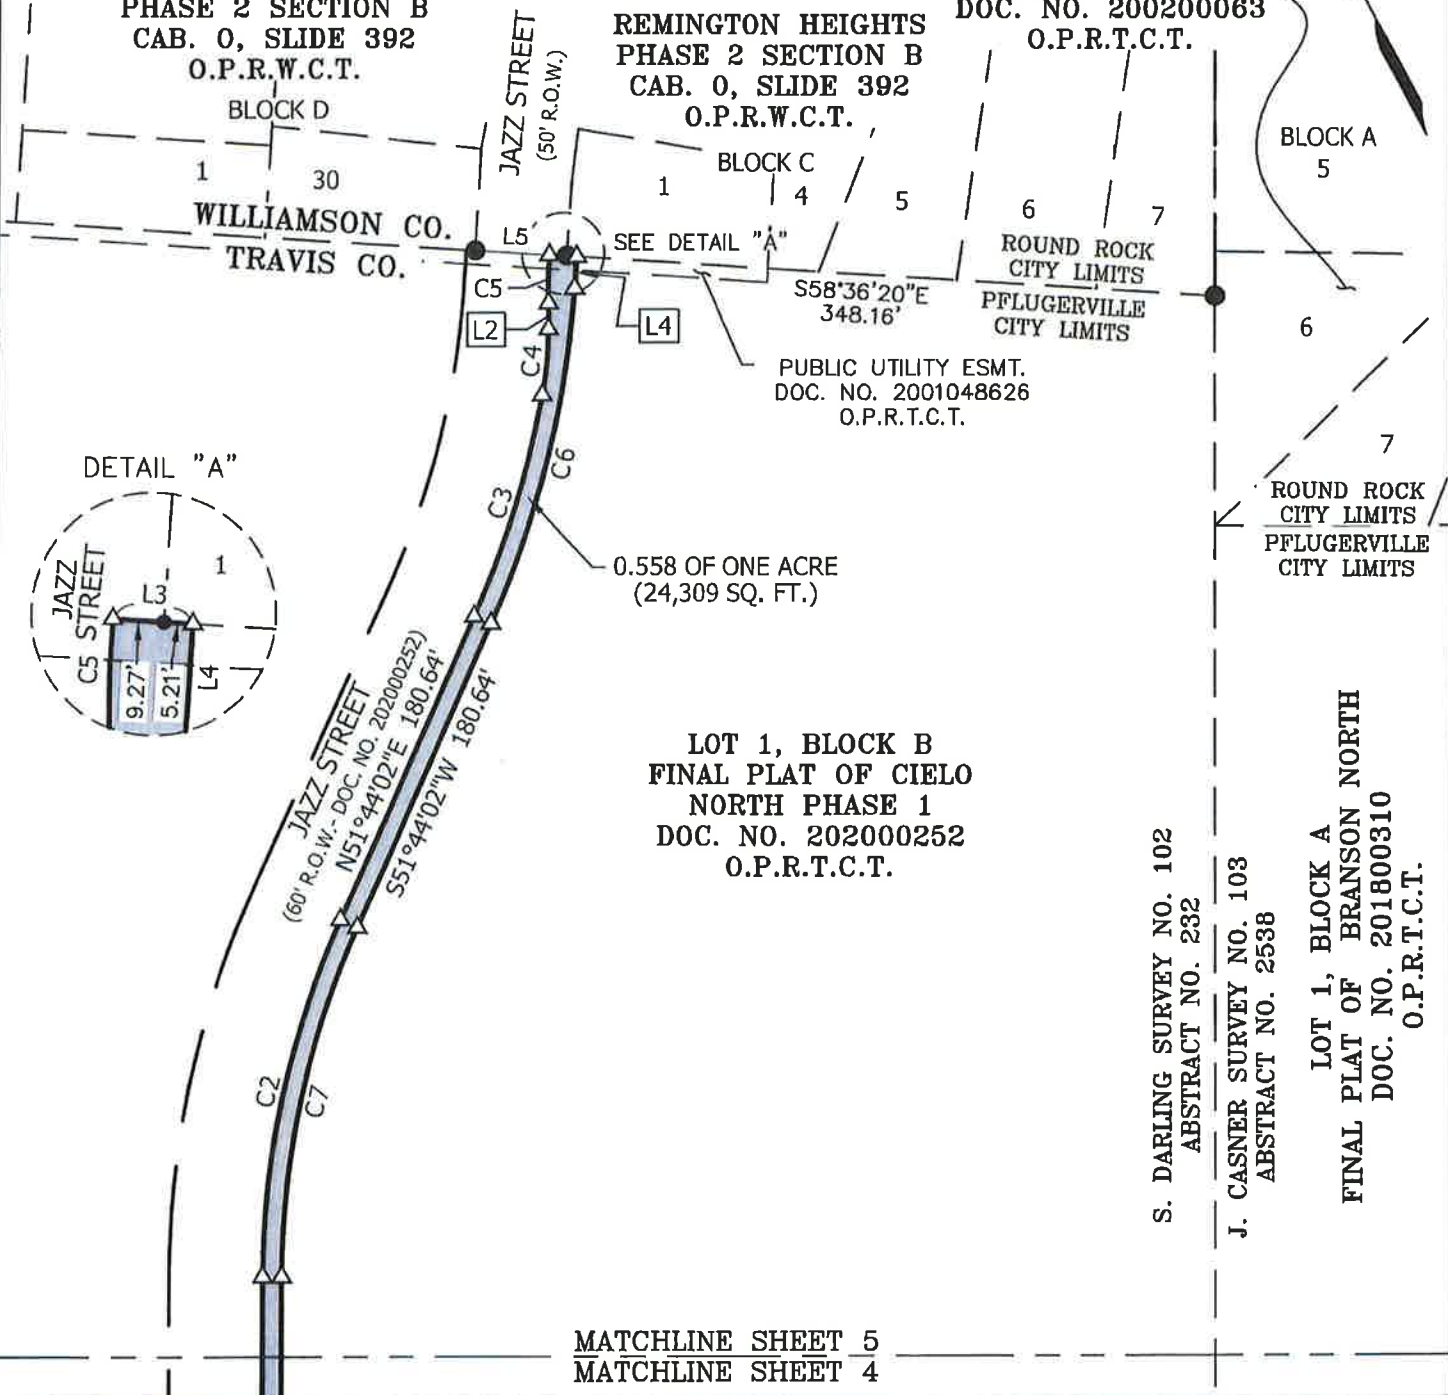 PHASE 2 SECTION B
CAB. O, SLIDE 392
O.P.R.W.C.T.
BLOCK D
1
30
JAZZ STREET
(50' R.O.W.)
REMINGTON HEIGHTS
PHASE 2 SECTION B
CAB. O, SLIDE 392
O.P.R.W.C.T.
BLOCK C
1
4
5
6
7
DOC. NO. 200200063
O.P.R.T.C.T.
BLOCK A
5
WILLIAMSON CO.
TRAVIS CO.
L5
SEE DETAIL "A"
ROUND ROCK
CITY LIMITS
PFLUGERVILLE
CITY LIMITS
S58°36'20"E
348.16'
C5
L2
L4
C4
6
PUBLIC UTILITY ESMT.
DOC. NO. 2001048626
O.P.R.T.C.T.
7
ROUND ROCK
CITY LIMITS
PFLUGERVILLE
CITY LIMITS
C6
C3
DETAIL "A"
JAZZ
STREET
1
L3
C5
9.27'
5.21'
L4
0.558 OF ONE ACRE
(24,309 SQ. FT.)
JAZZ STREET
(60' R.O.W.- DOC. NO. 202000252)
N51°44'02"E 180.64'
S51°44'02"W 180.64'
LOT 1, BLOCK B
FINAL PLAT OF CIELO
NORTH PHASE 1
DOC. NO. 202000252
O.P.R.T.C.T.
S. DARLING SURVEY NO. 102
ABSTRACT NO. 232
J. CASNER SURVEY NO. 103
ABSTRACT NO. 2538
LOT 1, BLOCK A
FINAL PLAT OF BRANSON NORTH
DOC. NO. 201800310
O.P.R.T.C.T.
C2
C7
MATCHLINE SHEET 5
MATCHLINE SHEET 4